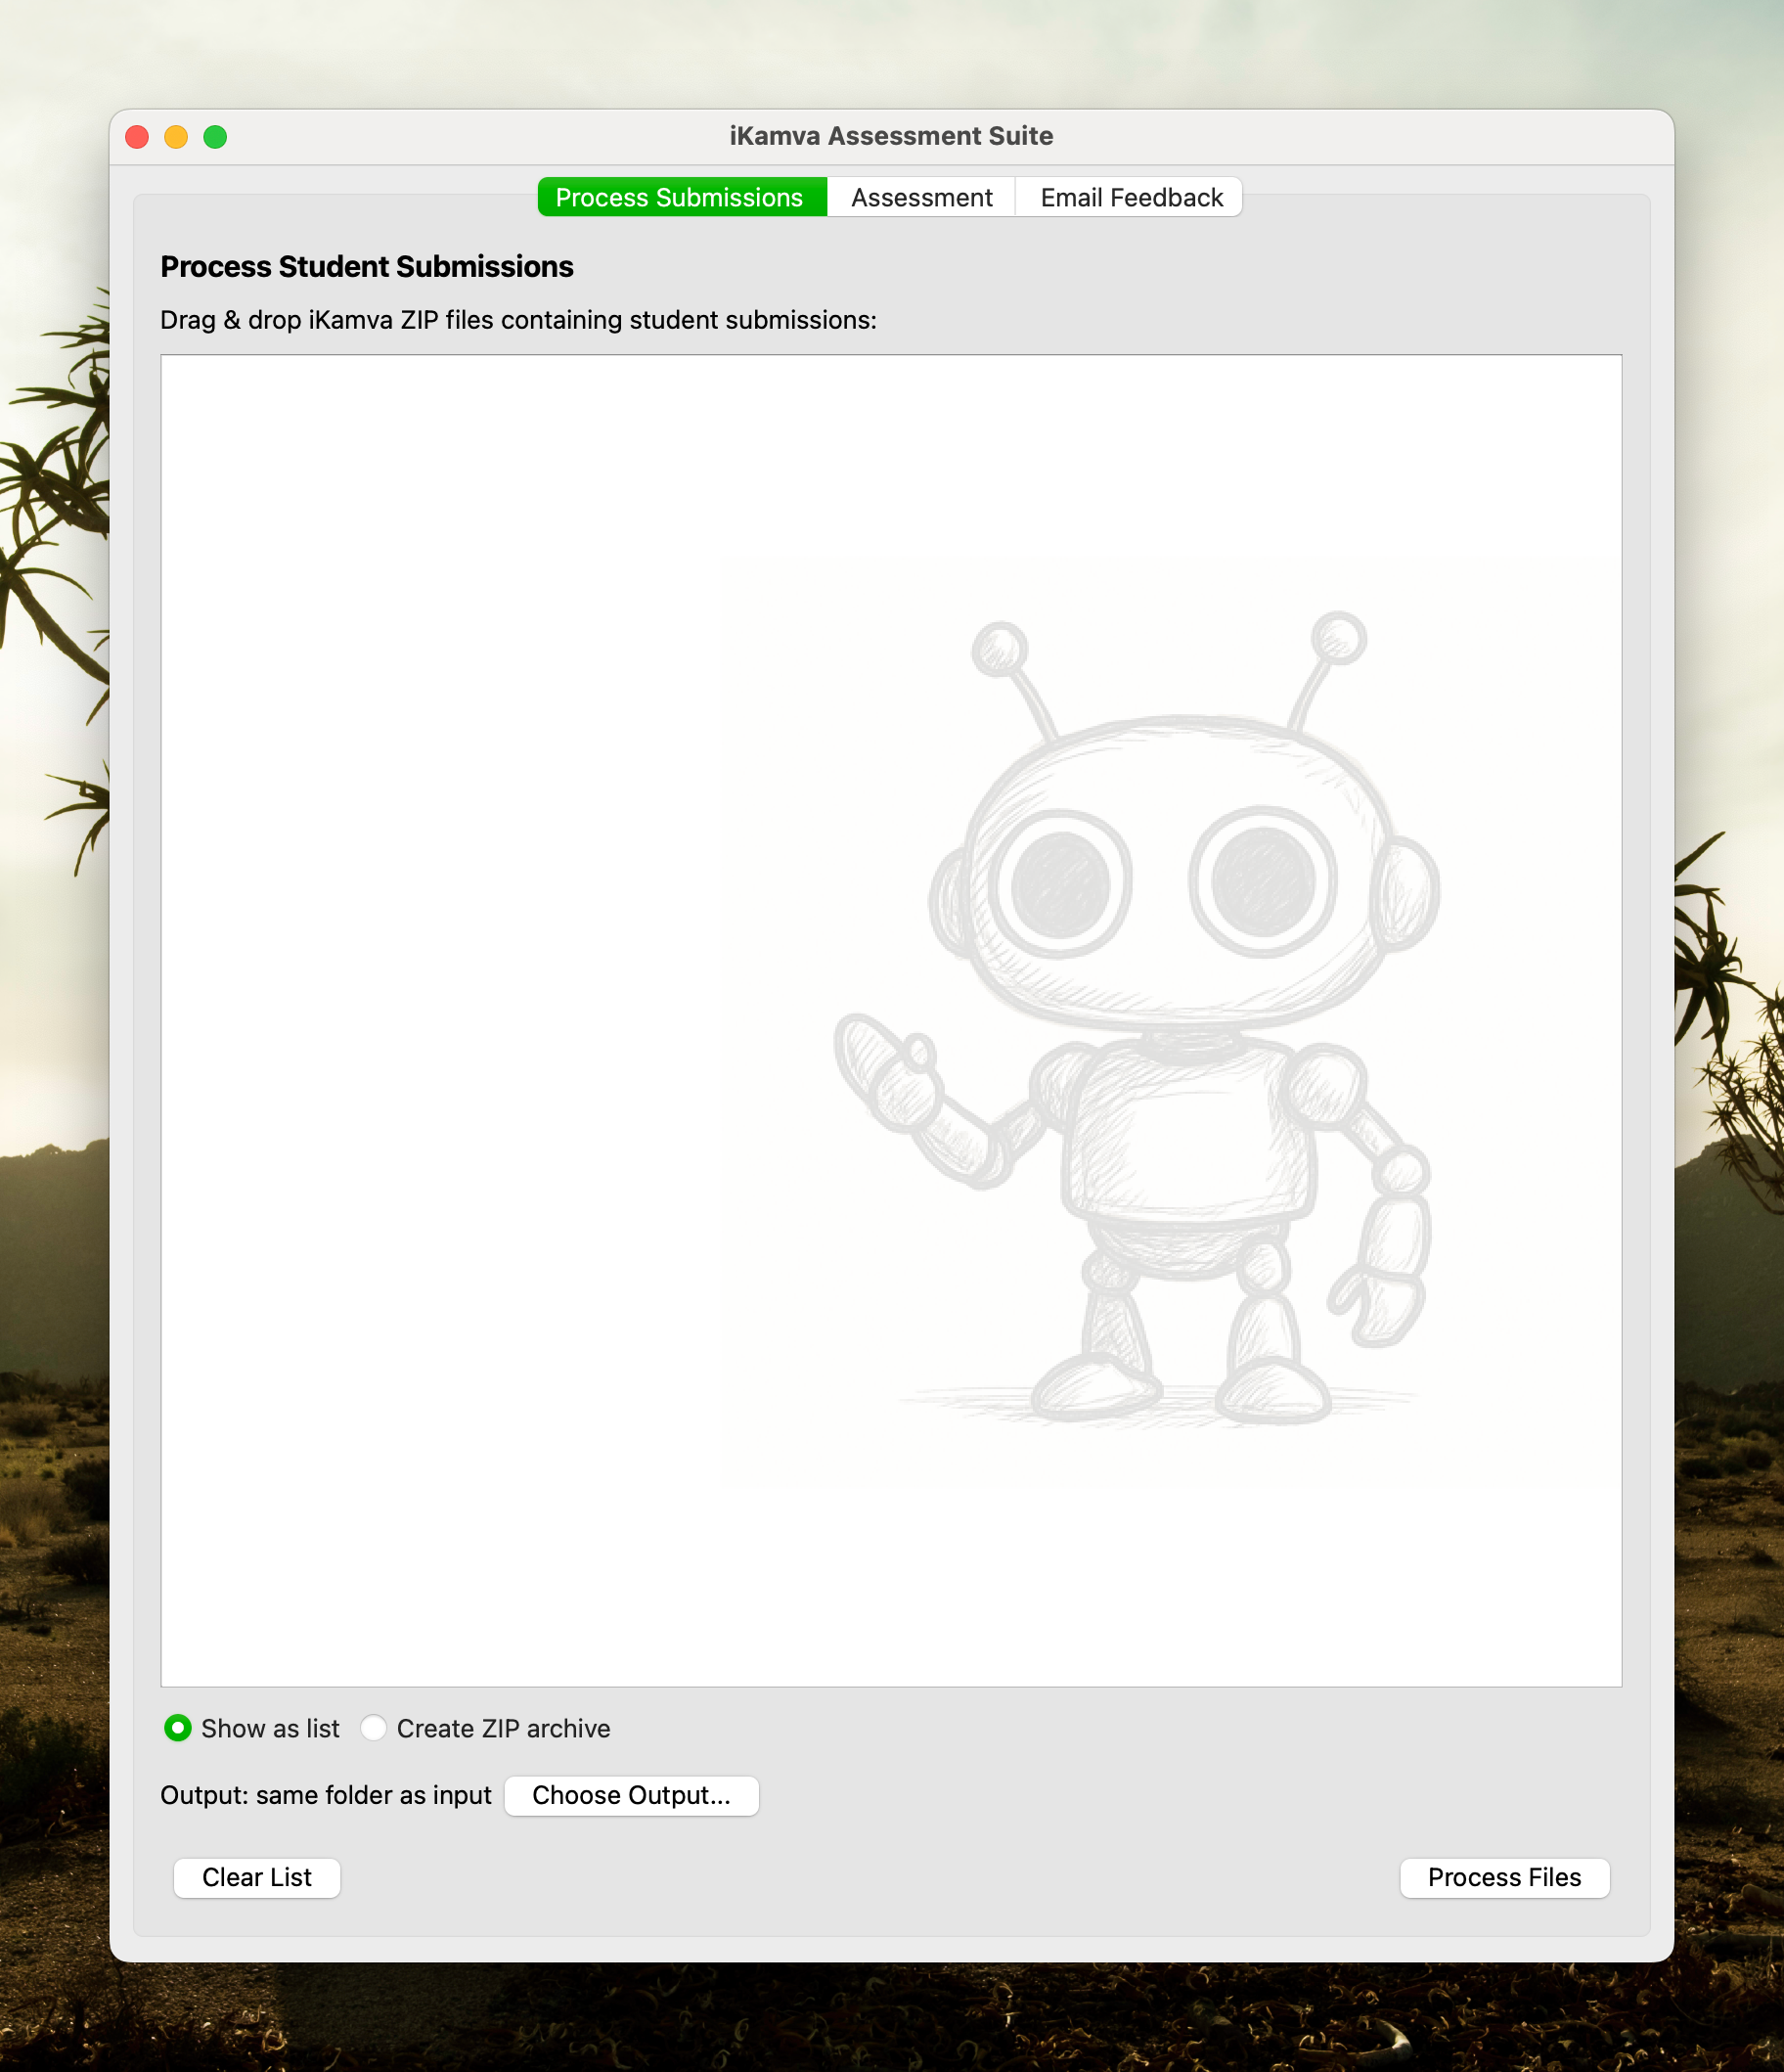 iKamva Assessment Suite
Process Submissions
Assessment
Email Feedback
Process Student Submissions
Drag & drop iKamva ZIP files containing student submissions:
Show as list
Create ZIP archive
Output: same folder as input
Choose Output...
Clear List
Process Files